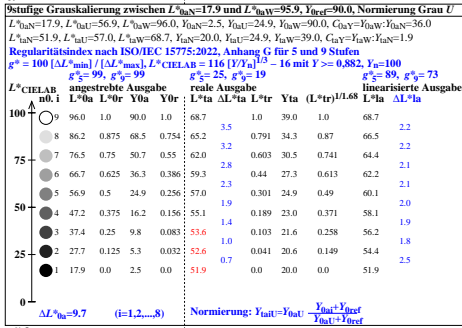 9stufige Grauskalierung zwischen L*0aN=17.9 und L*0aW=95.9, Y0ref=90.0, Normierung Grau U
L*0aN=17.9, L*0aU=56.9, L*0aW=96.0, Y0aN=2.5, Y0aU=24.9, Y0aW=90.0, C0aY=Y0aW:Y0aN=36.0
L*taN=51.9, L*taU=57.0, L*taW=68.7, YtaN=20.0, YtaU=24.9, YtaW=39.0, CtaY=YtaW:YtaN=1.9
Regularitätsindex nach ISO/IEC 15775:2022, Anhang G für 5 und 9 Stufen
g* = 100 [ΔL*min] / [ΔL*max], L*CIELAB = 116 [Y/Yn]1/3 − 16 mit Y >= 0,882, Yn=100
g*5= 99, g*9= 99 g*5= 25, g*9= 19 g*5= 89, g*9= 73
L*CIELAB angestrebte Ausgabe reale Ausgabe linearisierte Ausgabe
n0. i L*0a L*0r Y0a Y0r L*ta ΔL*ta L*tr Yta (L*tr)1/1.68 L*la ΔL*la
100
9 96.0 1.0 90.0 1.0 68.7 1.0 39.0 1.0 68.7
3.5 2.2
8 86.2 0.875 68.5 0.754 65.2 0.791 34.3 0.87 66.5
3.2 2.2
75
7 76.5 0.75 50.7 0.55 62.0 0.603 30.5 0.741 64.4
2.8 2.1
6 66.7 0.625 36.3 0.386 59.3 0.44 27.3 0.613 62.2
2.3 2.1
5 56.9 0.5 24.9 0.256 57.0 0.301 24.9 0.49 60.1
50
1.9 2.0
4 47.2 0.375 16.2 0.156 55.1 0.189 23.0 0.371 58.1
1.4 1.9
3 37.4 0.25 9.8 0.083 53.6 0.103 21.6 0.258 56.2
1.0 1.8
25
2 27.7 0.125 5.3 0.032 52.6 0.041 20.6 0.149 54.4
0.7 2.5
1 17.9 0.0 2.5 0.0 51.9 0.0 20.0 0.0 51.9
0
ΔL*0a=9.7 (i=1,2,...,8) Normierung: YtaiU=Y0aU (Y0ai+Y0ref)/(Y0aU+Y0ref)